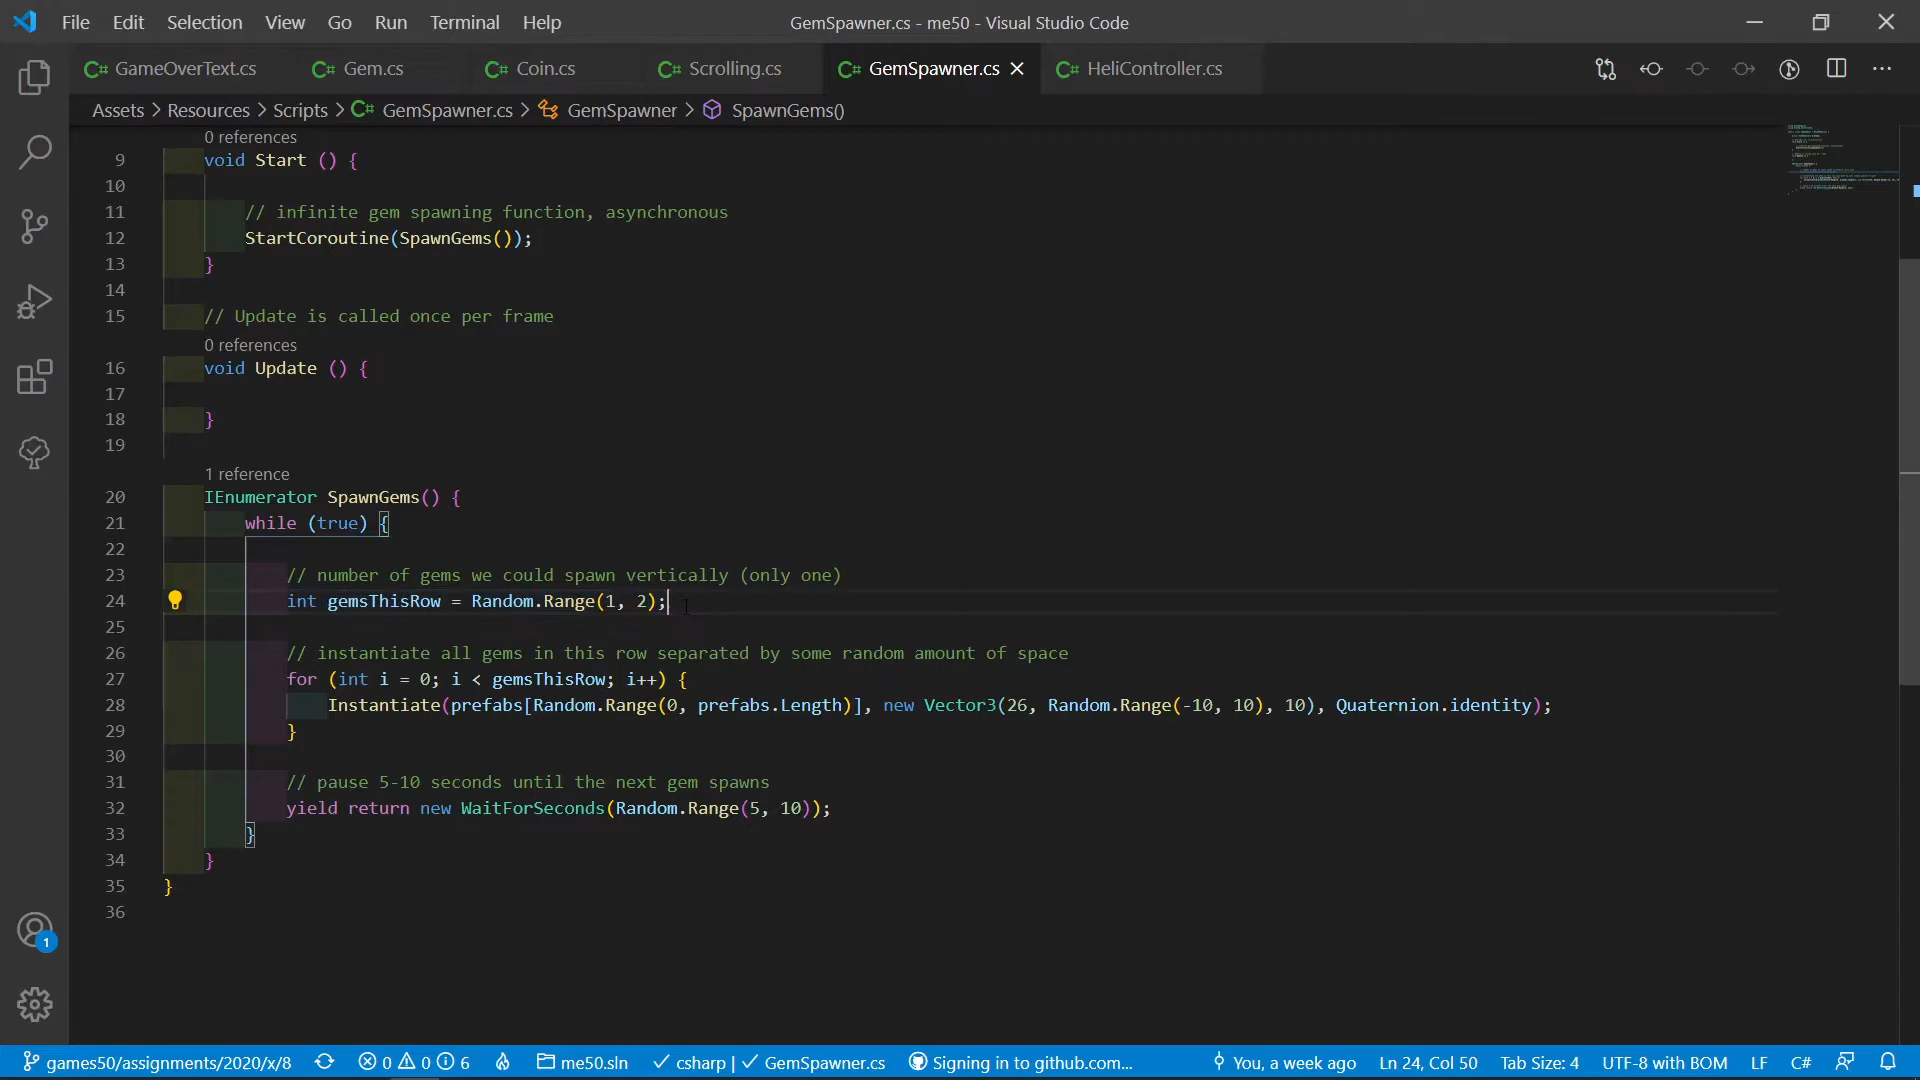 File Edit Selection View Go Run Terminal Help GemSpawner.cs - me50 - Visual Studio Code
GameOverText.cs Gem.cs Coin.cs Scrolling.cs GemSpawner.cs HeliController.cs
Assets > Resources > Scripts > GemSpawner.cs > GemSpawner > SpawnGems()
0 references
9 void Start () {
10
11 // infinite gem spawning function, asynchronous
12 StartCoroutine(SpawnGems());
13 }
14
15 // Update is called once per frame
0 references
16 void Update () {
17
18 }
19
1 reference
20 IEnumerator SpawnGems() {
21 while (true) {
22
23 // number of gems we could spawn vertically (only one)
24 int gemsThisRow = Random.Range(1, 2);
25
26 // instantiate all gems in this row separated by some random amount of space
27 for (int i = 0; i < gemsThisRow; i++) {
28 Instantiate(prefabs[Random.Range(0, prefabs.Length)], new Vector3(26, Random.Range(-10, 10), 10), Quaternion.identity);
29 }
30
31 // pause 5-10 seconds until the next gem spawns
32 yield return new WaitForSeconds(Random.Range(5, 10));
33 }
34 }
35 }
36
1
games50/assignments/2020/x/8 0 0 6 me50.sln csharp | GemSpawner.cs Signing in to github.com... You, a week ago Ln 24, Col 50 Tab Size: 4 UTF-8 with BOM LF C#